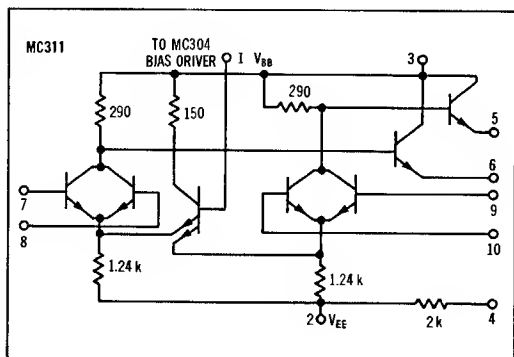 MC311
TO MC304
BIAS DRIVER
I VBB
3
290
150
290
5
6
7
8
9
10
1.24 k
1.24 k
2 VEE
2 k
4